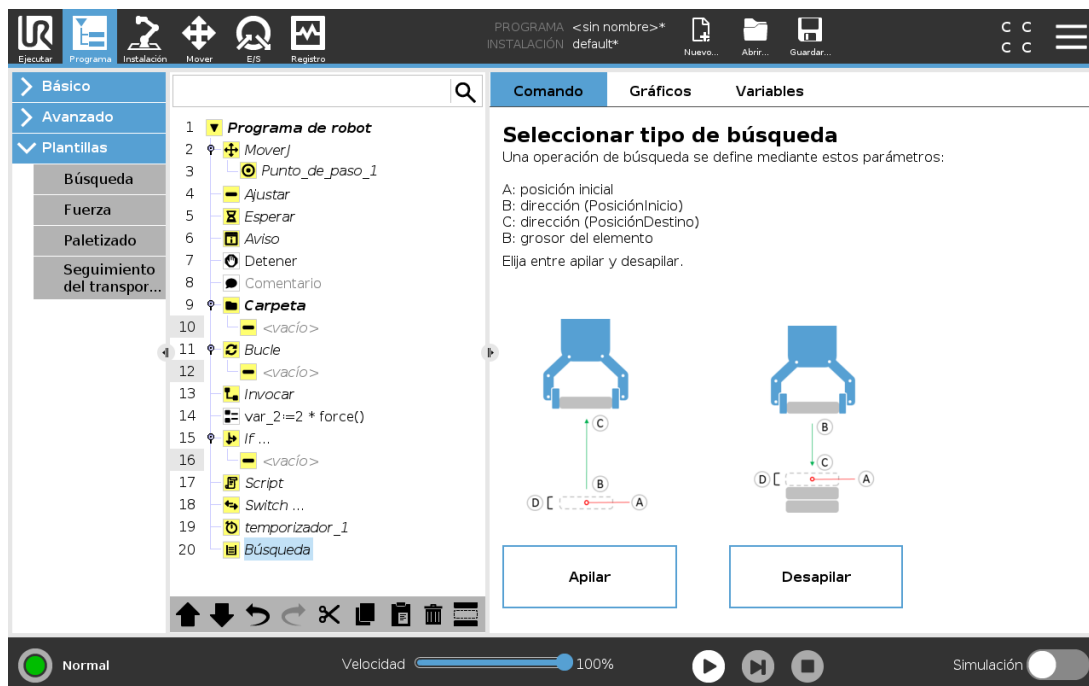 UR
PROGRAMA <sin nombre>*
INSTALACIÓN default*
C C
C C
Ejecutar
Programa
Instalación
Mover
E/S
Registro
Nuevo...
Abrir...
Guardar...
Básico
Avanzado
Plantillas
Búsqueda
Fuerza
Paletizado
Seguimiento
del transpor...
1 Programa de robot
2 MoverJ
3 Punto_de_paso_1
4 Ajustar
5 Esperar
6 Aviso
7 Detener
8 Comentario
9 Carpeta
10 <vacío>
11 Bucle
12 <vacío>
13 Invocar
14 var_2:=2 * force()
15 If ...
16 <vacío>
17 Script
18 Switch ...
19 temporizador_1
20 Búsqueda
Comando Gráficos Variables
Seleccionar tipo de búsqueda
Una operación de búsqueda se define mediante estos parámetros:
A: posición inicial
B: dirección (PosiciónInicio)
C: dirección (PosiciónDestino)
B: grosor del elemento
Elija entre apilar y desapilar.
C
B
D
A
B
C
D
A
Apilar
Desapilar
Normal
Velocidad
100%
Simulación